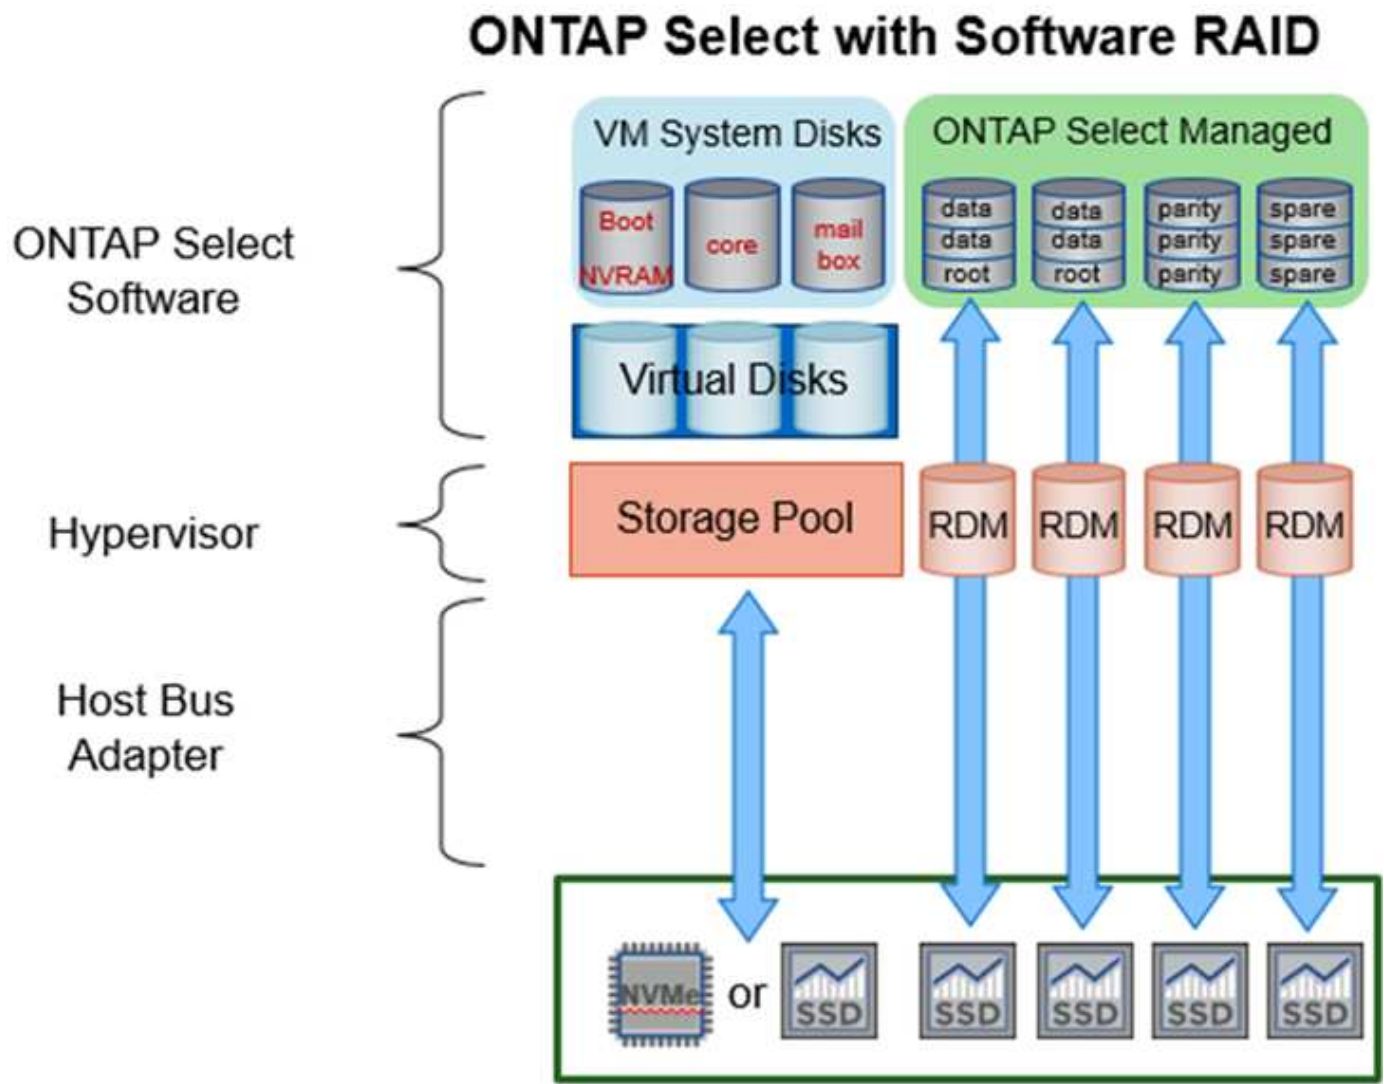 ONTAP Select with Software RAID
VM System Disks
ONTAP Select Managed
Boot
NVRAM
core
mail
box
data
data
root
data
data
root
parity
parity
parity
spare
spare
spare
ONTAP Select
Software
Virtual Disks
Hypervisor
Storage Pool
RDM
RDM
RDM
RDM
Host Bus
Adapter
NVMe
or
SSD
SSD
SSD
SSD
SSD